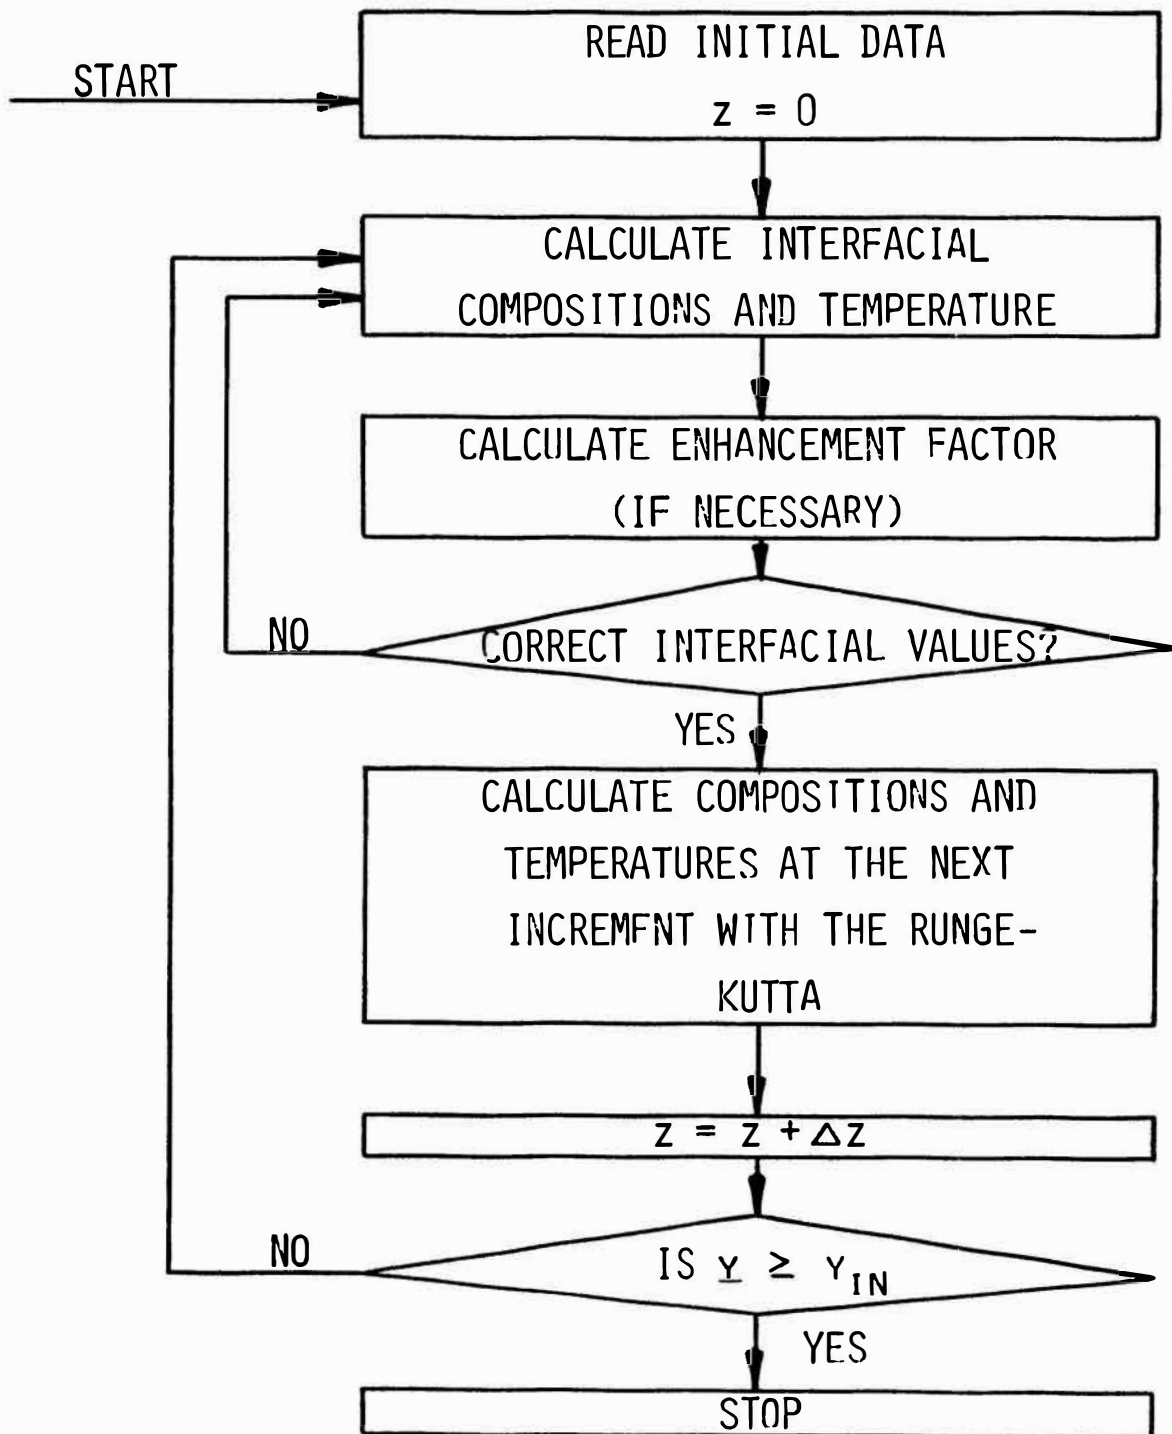 START
READ INITIAL DATA
z = 0
CALCULATE INTERFACIAL
COMPOSITIONS AND TEMPERATURE
CALCULATE ENHANCEMENT FACTOR
(IF NECESSARY)
NO
CORRECT INTERFACIAL VALUES?
YES
CALCULATE COMPOSITIONS AND
TEMPERATURES AT THE NEXT
INCREMENT WITH THE RUNGE-
KUTTA
z = z + Δz
NO
IS Y ≥ Y_IN
YES
STOP